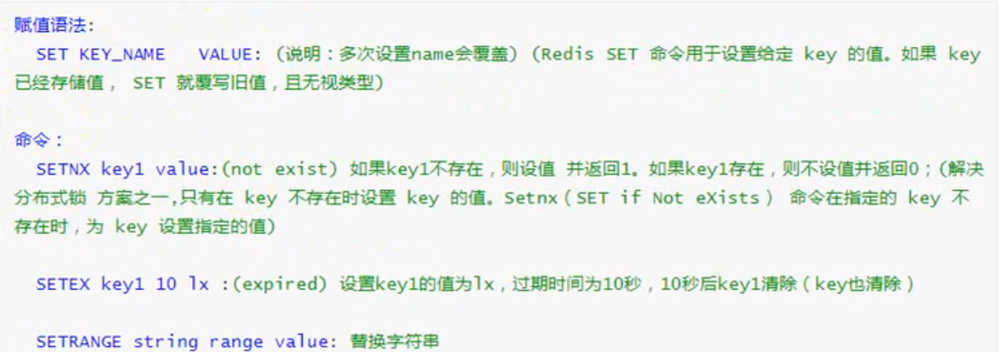 赋值语法:
SET KEY_NAME VALUE: (说明：多次设置name会覆盖) (Redis SET 命令用于设置给定 key 的值。如果 key
已经存储值， SET 就覆写旧值，且无视类型)
命令：
SETNX key1 value:(not exist) 如果key1不存在，则设值 并返回1。如果key1存在，则不设值并返回0；(解决
分布式锁 方案之一,只有在 key 不存在时设置 key 的值。Setnx（SET if Not eXists） 命令在指定的 key 不
存在时，为 key 设置指定的值)
SETEX key1 10 lx :(expired) 设置key1的值为lx，过期时间为10秒，10秒后key1清除（key也清除）
SETRANGE string range value: 替换字符串